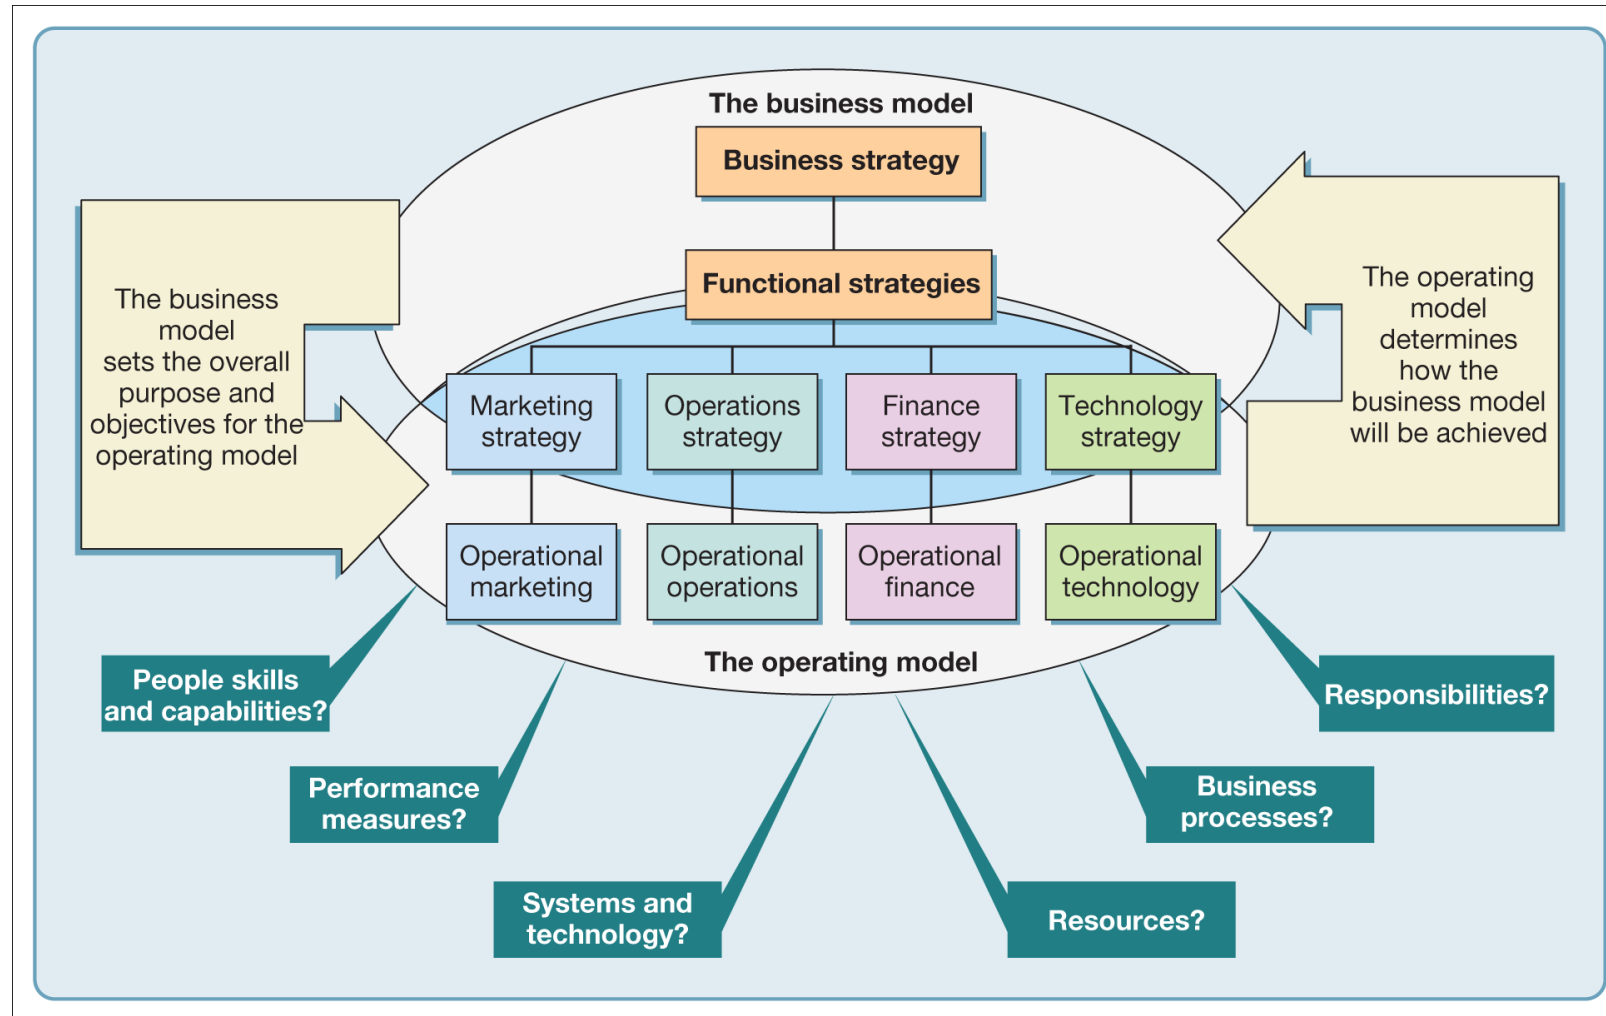 The business model
Business strategy
Functional strategies
The business
model
sets the overall
purpose and
objectives for the
operating model
The operating
model
determines
how the
business model
will be achieved
Marketing
strategy
Operations
strategy
Finance
strategy
Technology
strategy
Operational
marketing
Operational
operations
Operational
finance
Operational
technology
The operating model
People skills
and capabilities?
Performance
measures?
Systems and
technology?
Resources?
Business
processes?
Responsibilities?